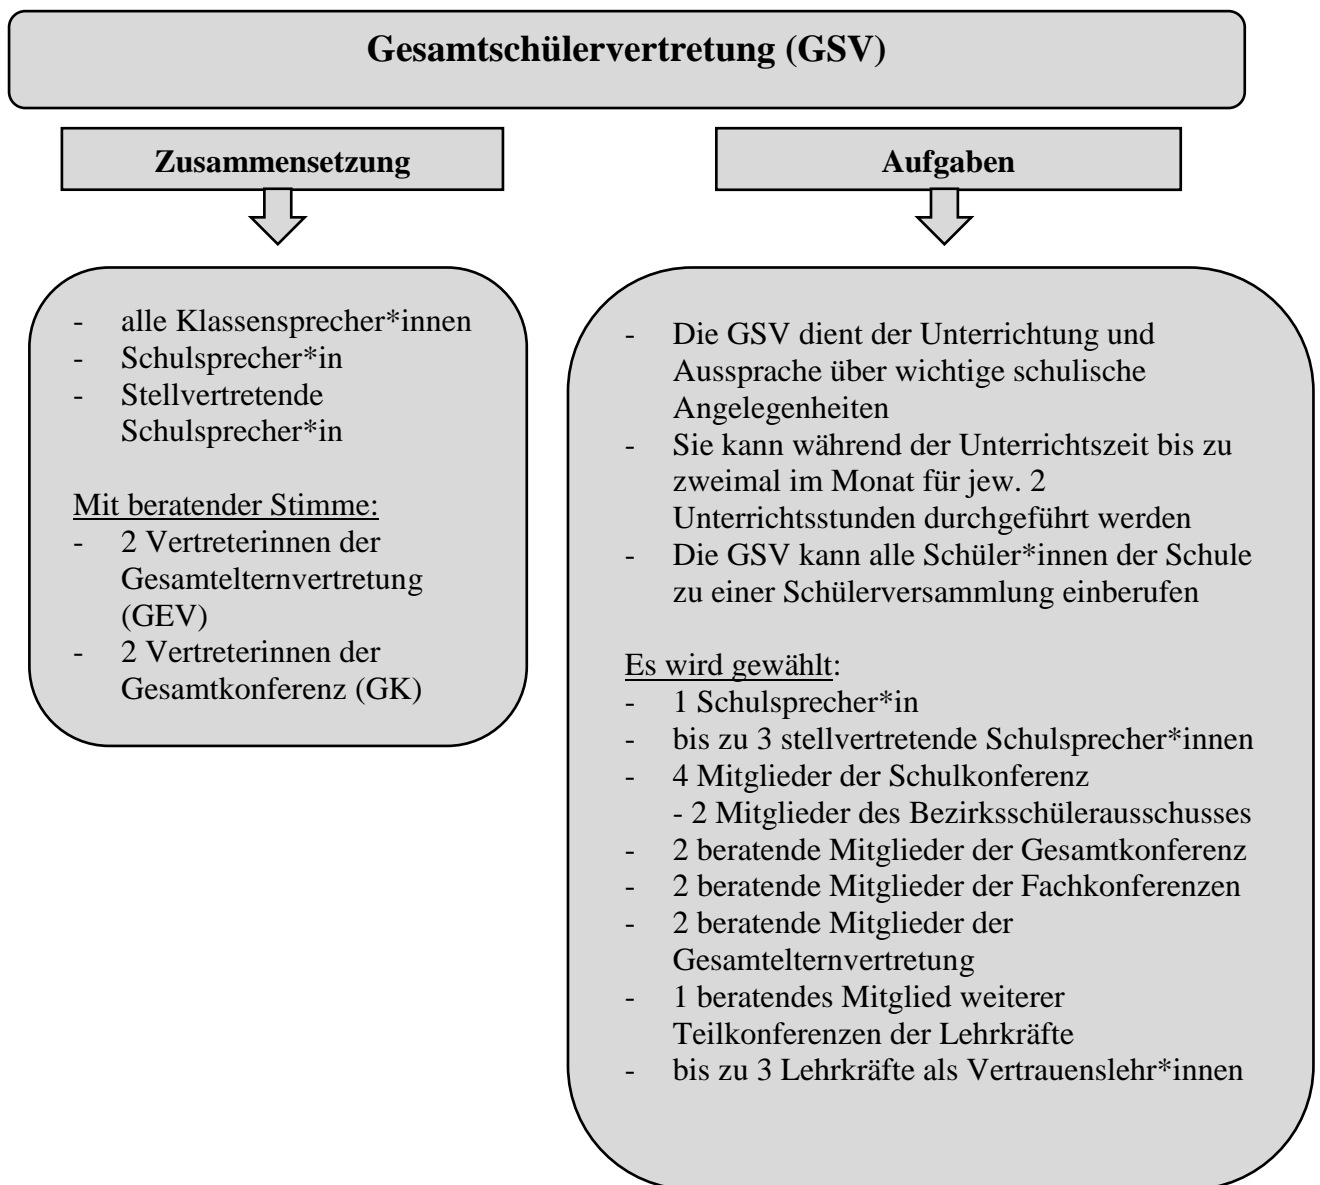 Gesamtschülervertretung (GSV)
Zusammensetzung
- alle Klassensprecher*innen
- Schulsprecher*in
- Stellvertretende
Schulsprecher*in
Mit beratender Stimme:
- 2 Vertreterinnen der
Gesamtelternvertretung
(GEV)
- 2 Vertreterinnen der
Gesamtkonferenz (GK)
Aufgaben
- Die GSV dient der Unterrichtung und
Aussprache über wichtige schulische
Angelegenheiten
- Sie kann während der Unterrichtszeit bis zu
zweimal im Monat für jew. 2
Unterrichtsstunden durchgeführt werden
- Die GSV kann alle Schüler*innen der Schule
zu einer Schülerversammlung einberufen
Es wird gewählt:
- 1 Schulsprecher*in
- bis zu 3 stellvertretende Schulsprecher*innen
- 4 Mitglieder der Schulkonferenz
- 2 Mitglieder des Bezirksschülerausschusses
- 2 beratende Mitglieder der Gesamtkonferenz
- 2 beratende Mitglieder der Fachkonferenzen
- 2 beratende Mitglieder der
Gesamtelternvertretung
- 1 beratendes Mitglied weiterer
Teilkonferenzen der Lehrkräfte
- bis zu 3 Lehrkräfte als Vertrauenslehr*innen